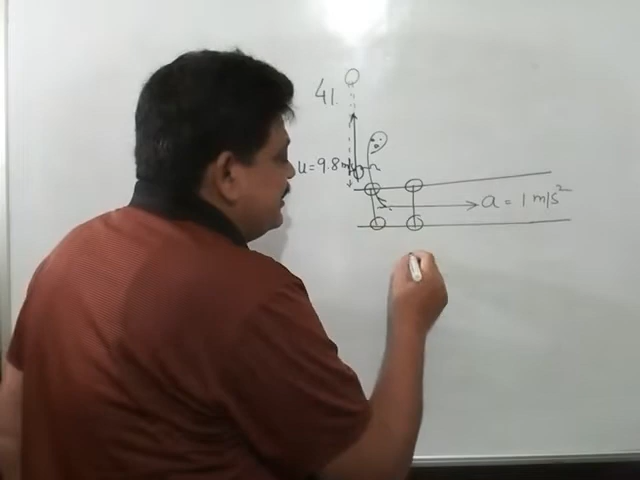 41.
u = 9.8 m/s
a = 1 m/s²